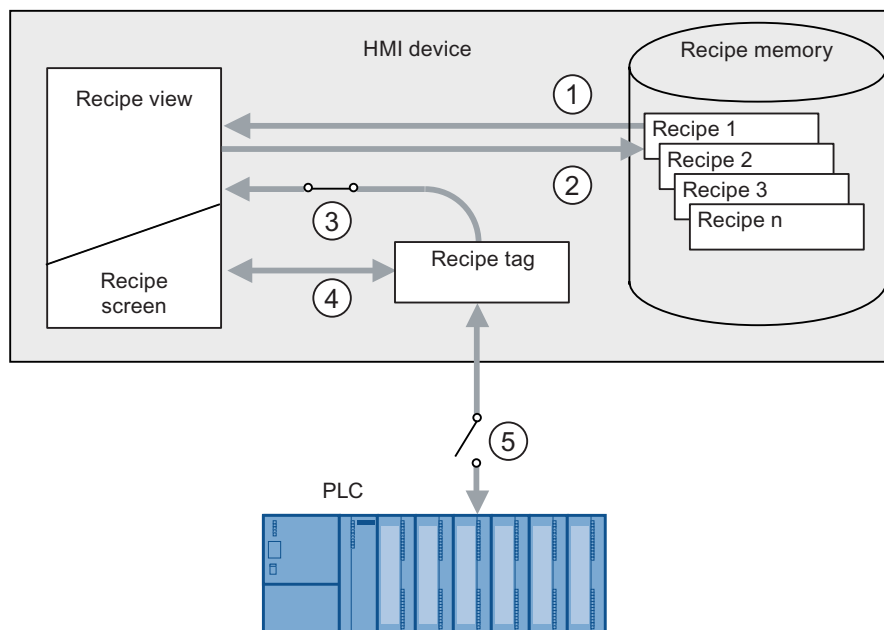 HMI device
Recipe memory
Recipe view
1
Recipe 1
2
Recipe 2
Recipe 3
Recipe n
3
Recipe tag
Recipe
screen
4
5
PLC